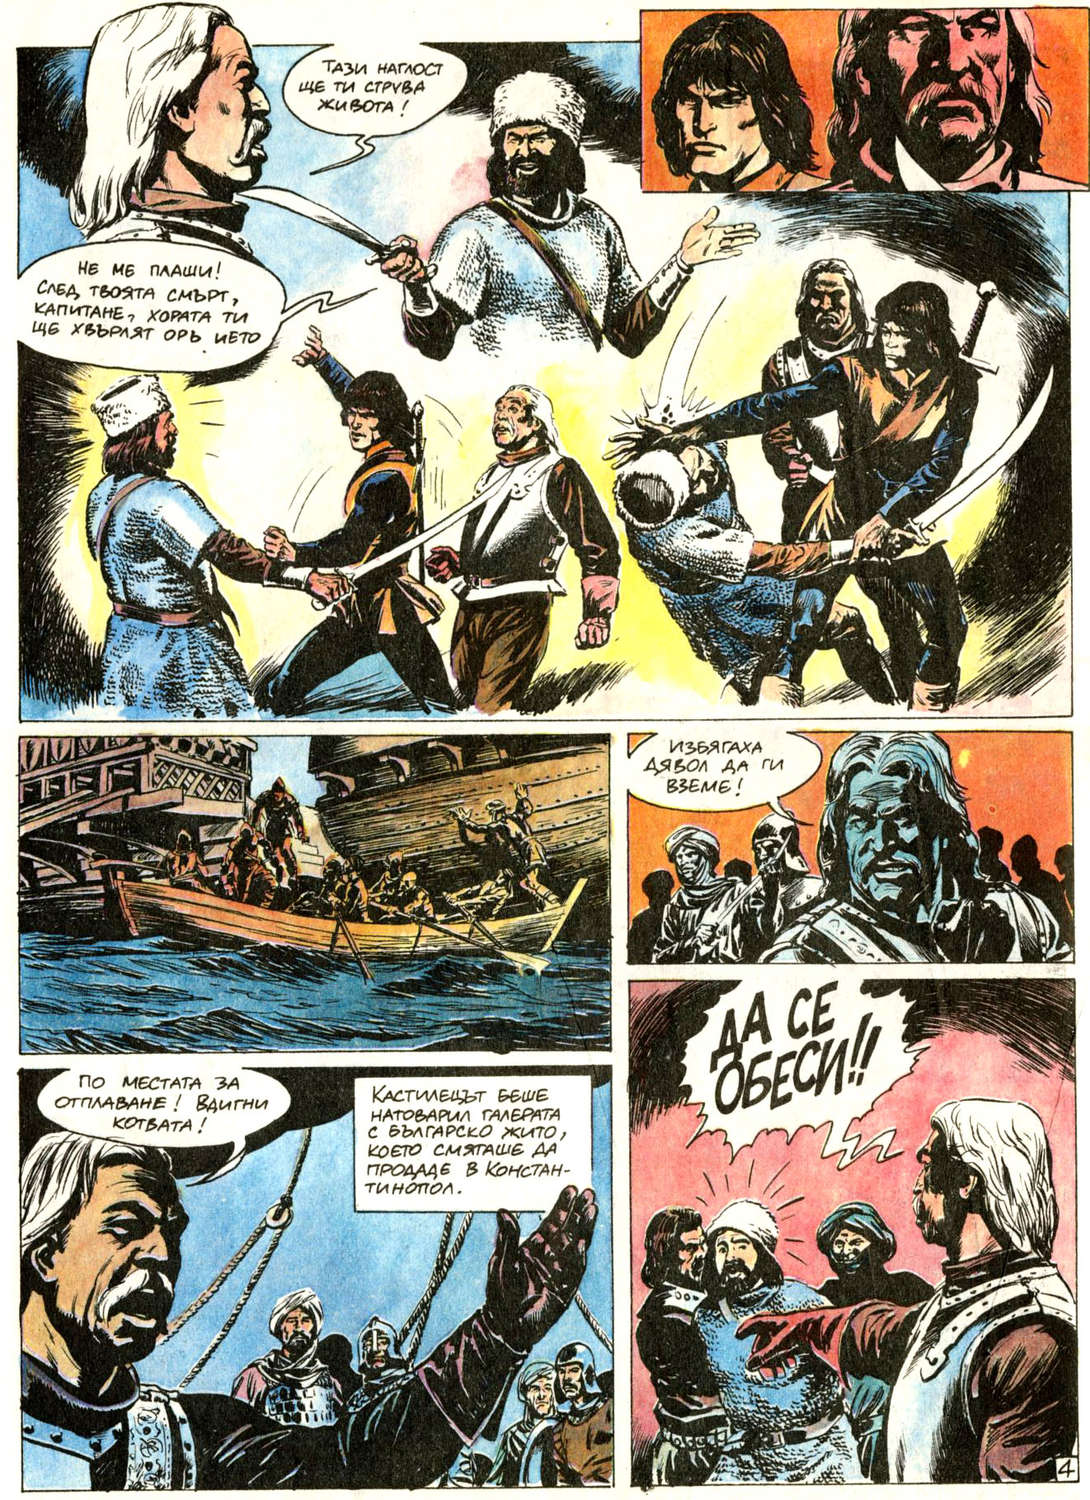 ТАЗИ НАГЛОСТ
ЩЕ ТИ СТРУВА
ЖИВОТА!
НЕ МЕ ПЛАШИ!
СЛЕД ТВОЯТА СМЪРТ,
КАПИТАНЕ, ХОРАТА ТИ
ЩЕ ХВЪРЛЯТ ОРЪ ИЕТО
ИЗБЯГАХА
ДЯВОЛ ДА ГИ
ВЗЕМЕ!
ПО МЕСТАТА ЗА
ОТПЛАВАНЕ! ВДИГНИ
КОТВАТА!
КАСТИЛЕЦЪТ БЕШЕ
НАТОВАРИЛ ГАЛЕРАТА
С БЪЛГАРСКО ЖИТО,
КОЕТО СМЯТАШЕ ДА
ПРОДАДЕ В КОНСТАН-
ТИНОПОЛ.
ДА СЕ
ОБЕСИ!!
4